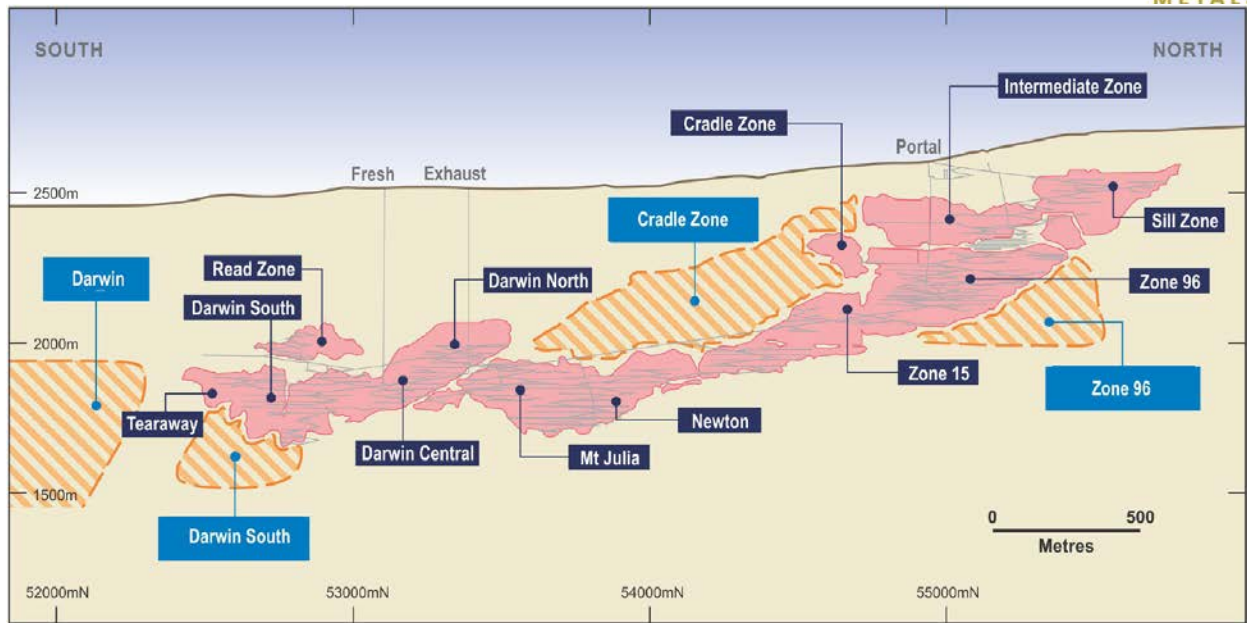 SOUTH
NORTH
Intermediate Zone
Cradle Zone
Portal
Fresh
Exhaust
2500m
Cradle Zone
Sill Zone
Read Zone
Darwin North
Darwin
Zone 96
Darwin South
2000m
Zone 15
Zone 96
Tearaway
Newton
Darwin Central
Mt Julia
1500m
Darwin South
0 500
Metres
52000mN
53000mN
54000mN
55000mN